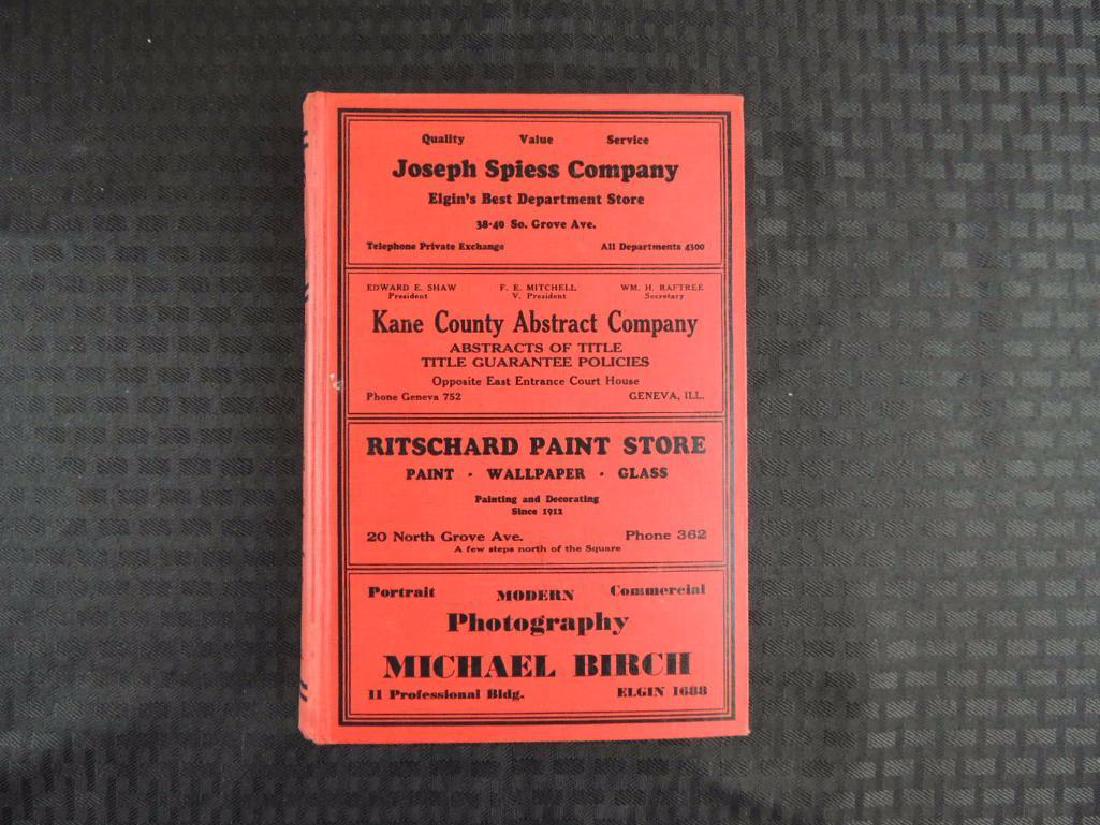 Quality Value Service
Joseph Spiess Company
Elgin's Best Department Store
38-40 So. Grove Ave.
Telephone Private Exchange All Departments 4300
EDWARD E. SHAW F. E. MITCHELL WM. H. RAFTREE
President V. President Secretary
Kane County Abstract Company
ABSTRACTS OF TITLE
TITLE GUARANTEE POLICIES
Opposite East Entrance Court House
Phone Geneva 752 GENEVA, ILL.
RITSCHARD PAINT STORE
PAINT · WALLPAPER · GLASS
Painting and Decorating
Since 1912
20 North Grove Ave. Phone 362
A few steps north of the Square
Portrait MODERN Commercial
Photography
MICHAEL BIRCH
11 Professional Bldg. ELGIN 1688